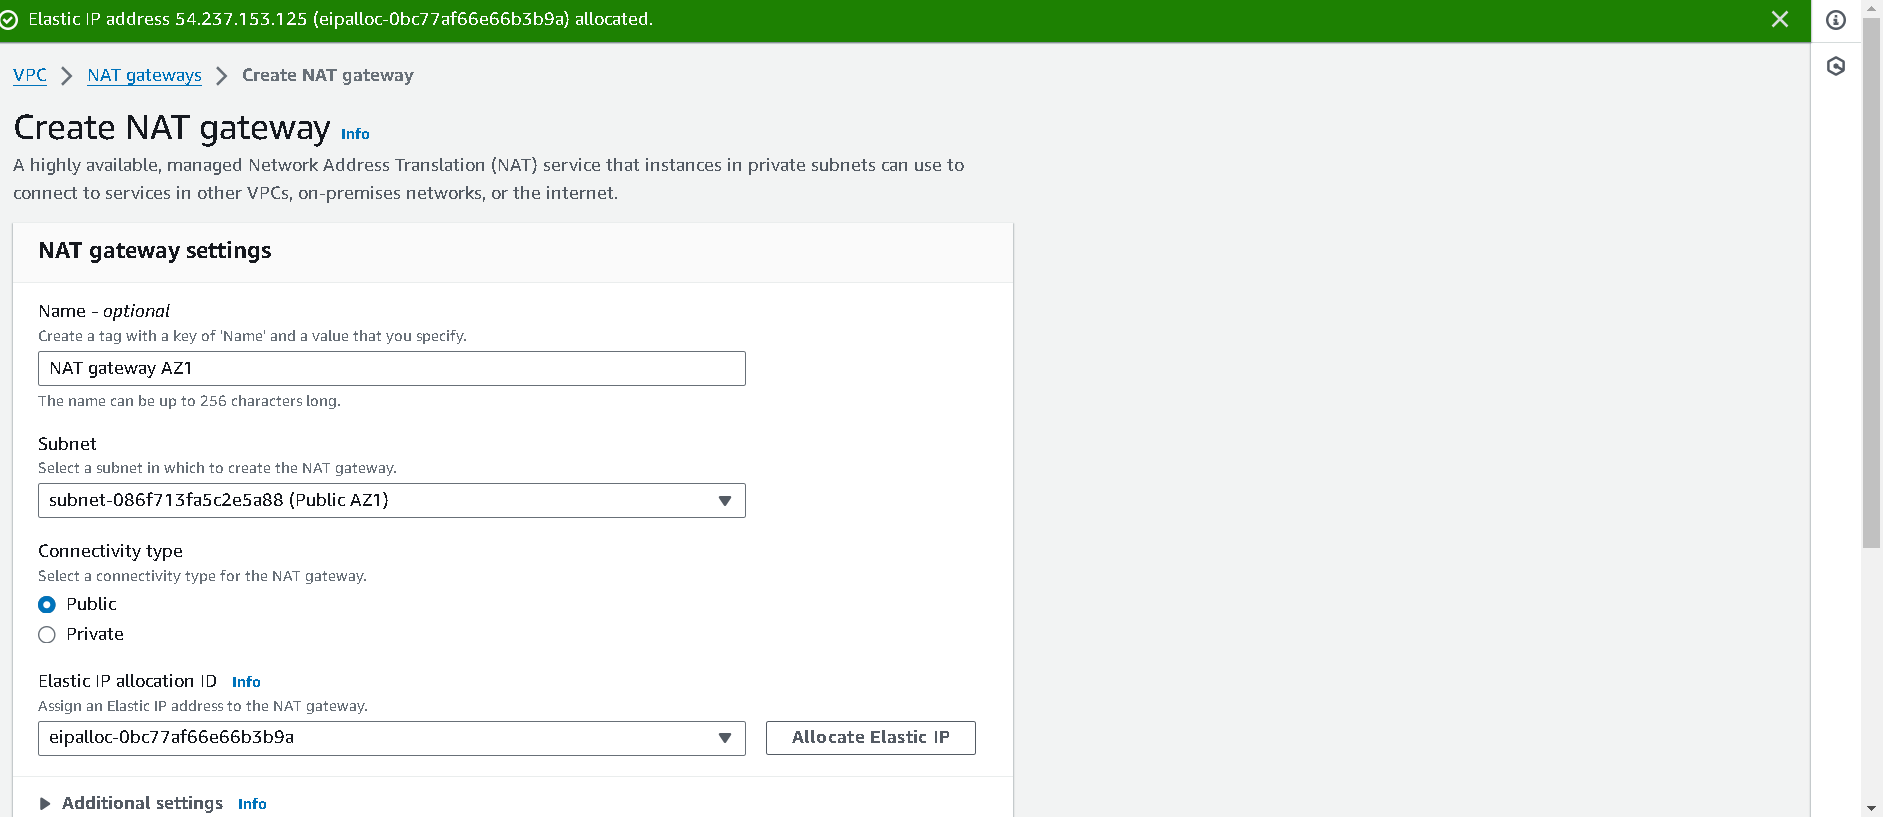 Elastic IP address 54.237.153.125 (eipalloc-0bc77af66e66b3b9a) allocated.
VPC
NAT gateways
Create NAT gateway
Create NAT gateway Info
A highly available, managed Network Address Translation (NAT) service that instances in private subnets can use to
connect to services in other VPCs, on-premises networks, or the internet.
NAT gateway settings
Name - optional
Create a tag with a key of 'Name' and a value that you specify.
NAT gateway AZ1
The name can be up to 256 characters long.
Subnet
Select a subnet in which to create the NAT gateway.
subnet-086f713fa5c2e5a88 (Public AZ1)
Connectivity type
Select a connectivity type for the NAT gateway.
Public
Private
Elastic IP allocation ID Info
Assign an Elastic IP address to the NAT gateway.
eipalloc-0bc77af66e66b3b9a
Allocate Elastic IP
Additional settings Info